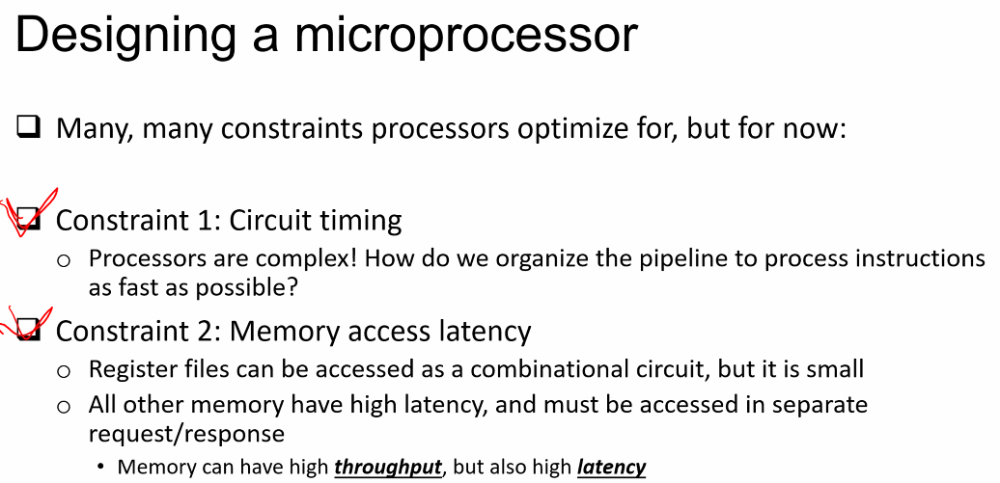 Designing a microprocessor
❑ Many, many constraints processors optimize for, but for now:
❑ Constraint 1: Circuit timing
o Processors are complex! How do we organize the pipeline to process instructions
as fast as possible?
❑ Constraint 2: Memory access latency
o Register files can be accessed as a combinational circuit, but it is small
o All other memory have high latency, and must be accessed in separate
request/response
• Memory can have high throughput, but also high latency